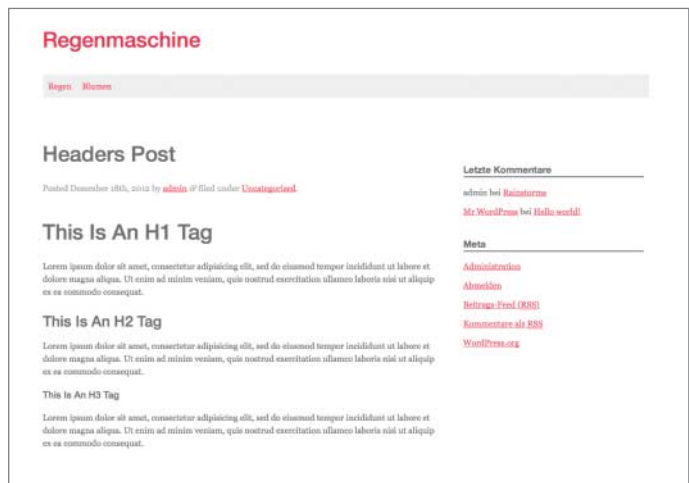 Regenmaschine
Regen Blumen
Headers Post
Posted Dezember 18th, 2012 by admin & filed under Uncategorized.
This Is An H1 Tag
Lorem ipsum dolor sit amet, consectetur adipisicing elit, sed do eiusmod tempor incididunt ut labore et
dolore magna aliqua. Ut enim ad minim veniam, quis nostrud exercitation ullamco laboris nisi ut aliquip
ex ea commodo consequat.
This Is An H2 Tag
Lorem ipsum dolor sit amet, consectetur adipisicing elit, sed do eiusmod tempor incididunt ut labore et
dolore magna aliqua. Ut enim ad minim veniam, quis nostrud exercitation ullamco laboris nisi ut aliquip
ex ea commodo consequat.
This Is An H3 Tag
Lorem ipsum dolor sit amet, consectetur adipisicing elit, sed do eiusmod tempor incididunt ut labore et
dolore magna aliqua. Ut enim ad minim veniam, quis nostrud exercitation ullamco laboris nisi ut aliquip
ex ea commodo consequat.
Letzte Kommentare
admin bei Rainstorms
Mr WordPress bei Hello world!
Meta
Administration
Abmelden
Beitrags-Feed (RSS)
Kommentare als RSS
WordPress.org